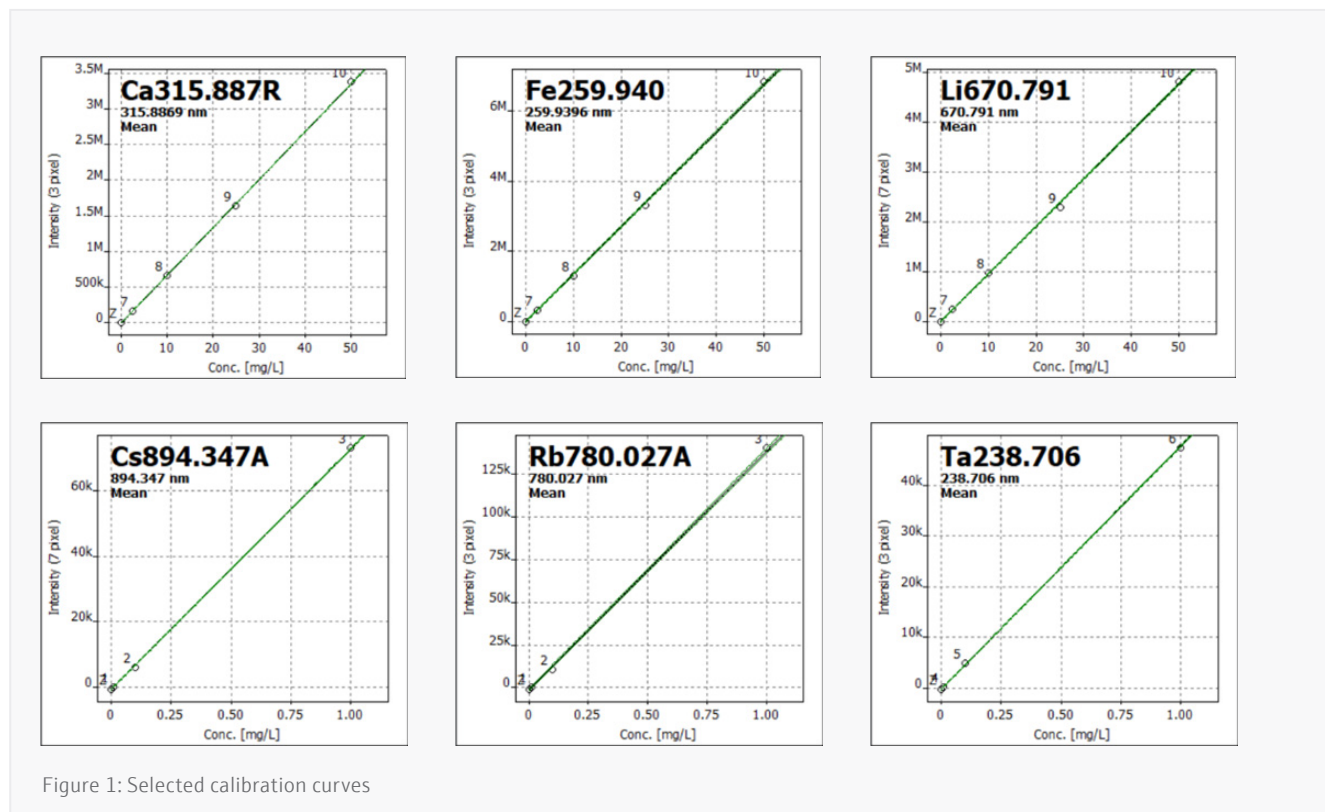 Ca315.887R
315.8869 nm
Mean
Intensity (3 pixel)
3.5M
3M
2.5M
2M
1.5M
1M
500k
0
Z
7
8
9
10
0 10 20 30 40 50
Conc. [mg/L]
Fe259.940
259.9396 nm
Mean
Intensity (3 pixel)
6M
4M
2M
0
Z
7
8
9
10
0 10 20 30 40 50
Conc. [mg/L]
Li670.791
670.791 nm
Mean
Intensity (7 pixel)
5M
4M
3M
2M
1M
0
Z
7
8
9
10
0 10 20 30 40 50
Conc. [mg/L]
Cs894.347A
894.347 nm
Mean
Intensity (7 pixel)
60k
40k
20k
0
2
3
0 0.25 0.50 0.75 1.00
Conc. [mg/L]
Rb780.027A
780.027 nm
Mean
Intensity (3 pixel)
125k
100k
75k
50k
25k
0
2
3
0 0.25 0.50 0.75 1.00
Conc. [mg/L]
Ta238.706
238.706 nm
Mean
Intensity (3 pixel)
40k
30k
20k
10k
0
5
6
0 0.25 0.50 0.75 1.00
Conc. [mg/L]
Figure 1: Selected calibration curves